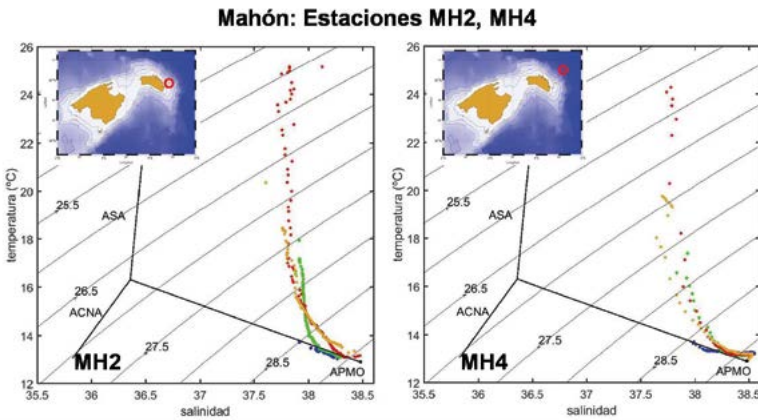 Mahón: Estaciones MH2, MH4
26
24
22
20
18
16
14
12
temperatura (ºC)
25.5
ASA
26.5
ACNA
27.5
28.5
APMO
MH2
35.5
36
36.5
37
37.5
38
38.5
salinidad
26
24
22
20
18
16
14
12
temperatura (ºC)
25.5
ASA
26.5
ACNA
27.5
28.5
APMO
MH4
35.5
36
36.5
37
37.5
38
38.5
salinidad